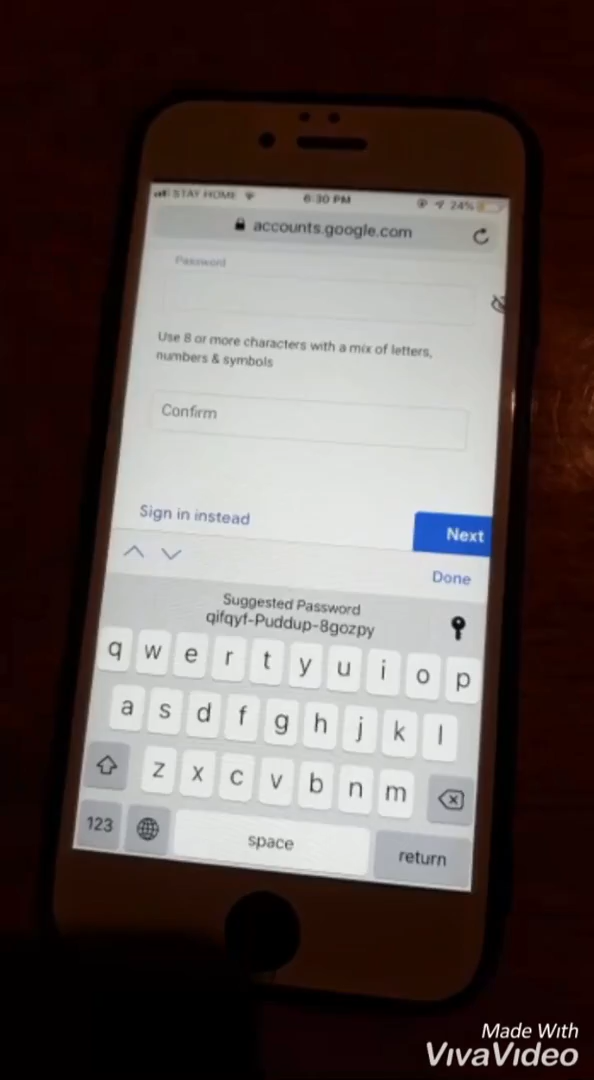 STAY HOME 6:30 PM 24%
accounts.google.com
Password
Use 8 or more characters with a mix of letters,
numbers & symbols
Confirm
Sign in instead Next
Done
Suggested Password
qifqyf-Puddup-8gozpy
q w e r t y u i o p
a s d f g h j k l
z x c v b n m
123 space return
Made With
VivaVideo